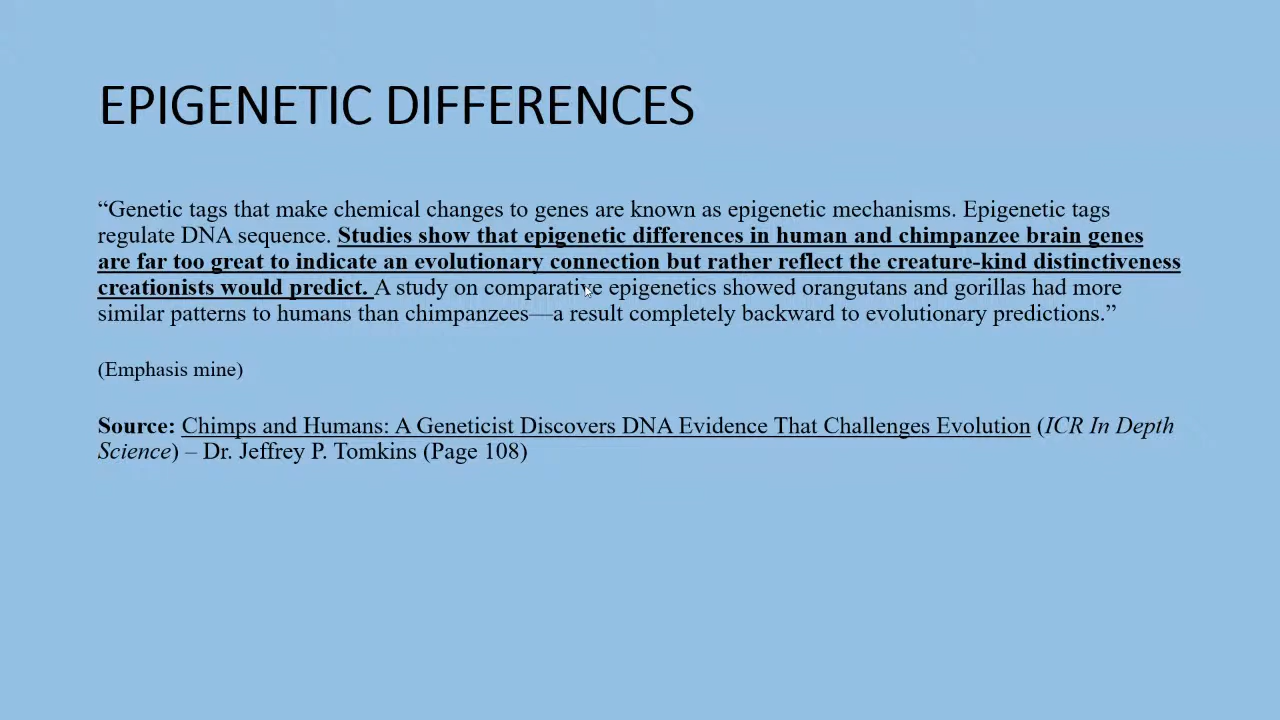 EPIGENETIC DIFFERENCES
“Genetic tags that make chemical changes to genes are known as epigenetic mechanisms. Epigenetic tags
regulate DNA sequence. Studies show that epigenetic differences in human and chimpanzee brain genes
are far too great to indicate an evolutionary connection but rather reflect the creature-kind distinctiveness
creationists would predict. A study on comparative epigenetics showed orangutans and gorillas had more
similar patterns to humans than chimpanzees—a result completely backward to evolutionary predictions.”
(Emphasis mine)
Source: Chimps and Humans: A Geneticist Discovers DNA Evidence That Challenges Evolution (ICR In Depth
Science) – Dr. Jeffrey P. Tomkins (Page 108)